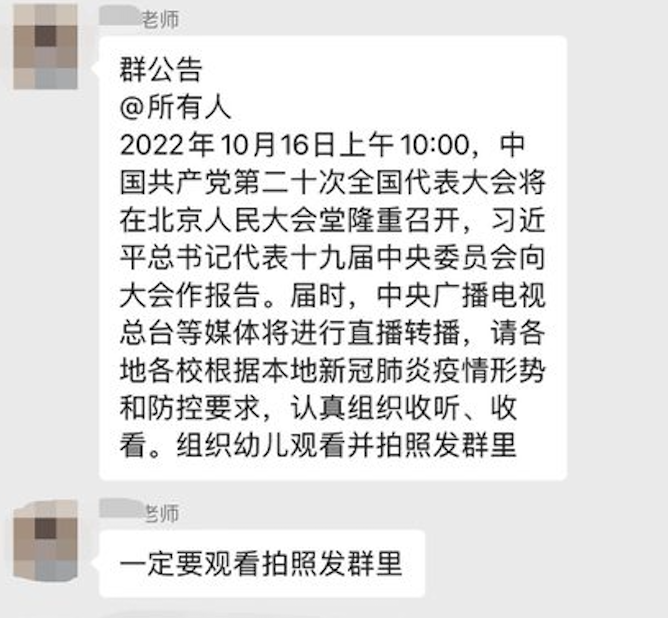 老师
群公告
@所有人
2022年10月16日上午10:00，中
国共产党第二十次全国代表大会将
在北京人民大会堂隆重召开，习近
平总书记代表十九届中央委员会向
大会作报告。届时，中央广播电视
总台等媒体将进行直播转播，请各
地各校根据本地新冠肺炎疫情形势
和防控要求，认真组织收听、收
看。组织幼儿观看并拍照发群里
老师
一定要观看拍照发群里